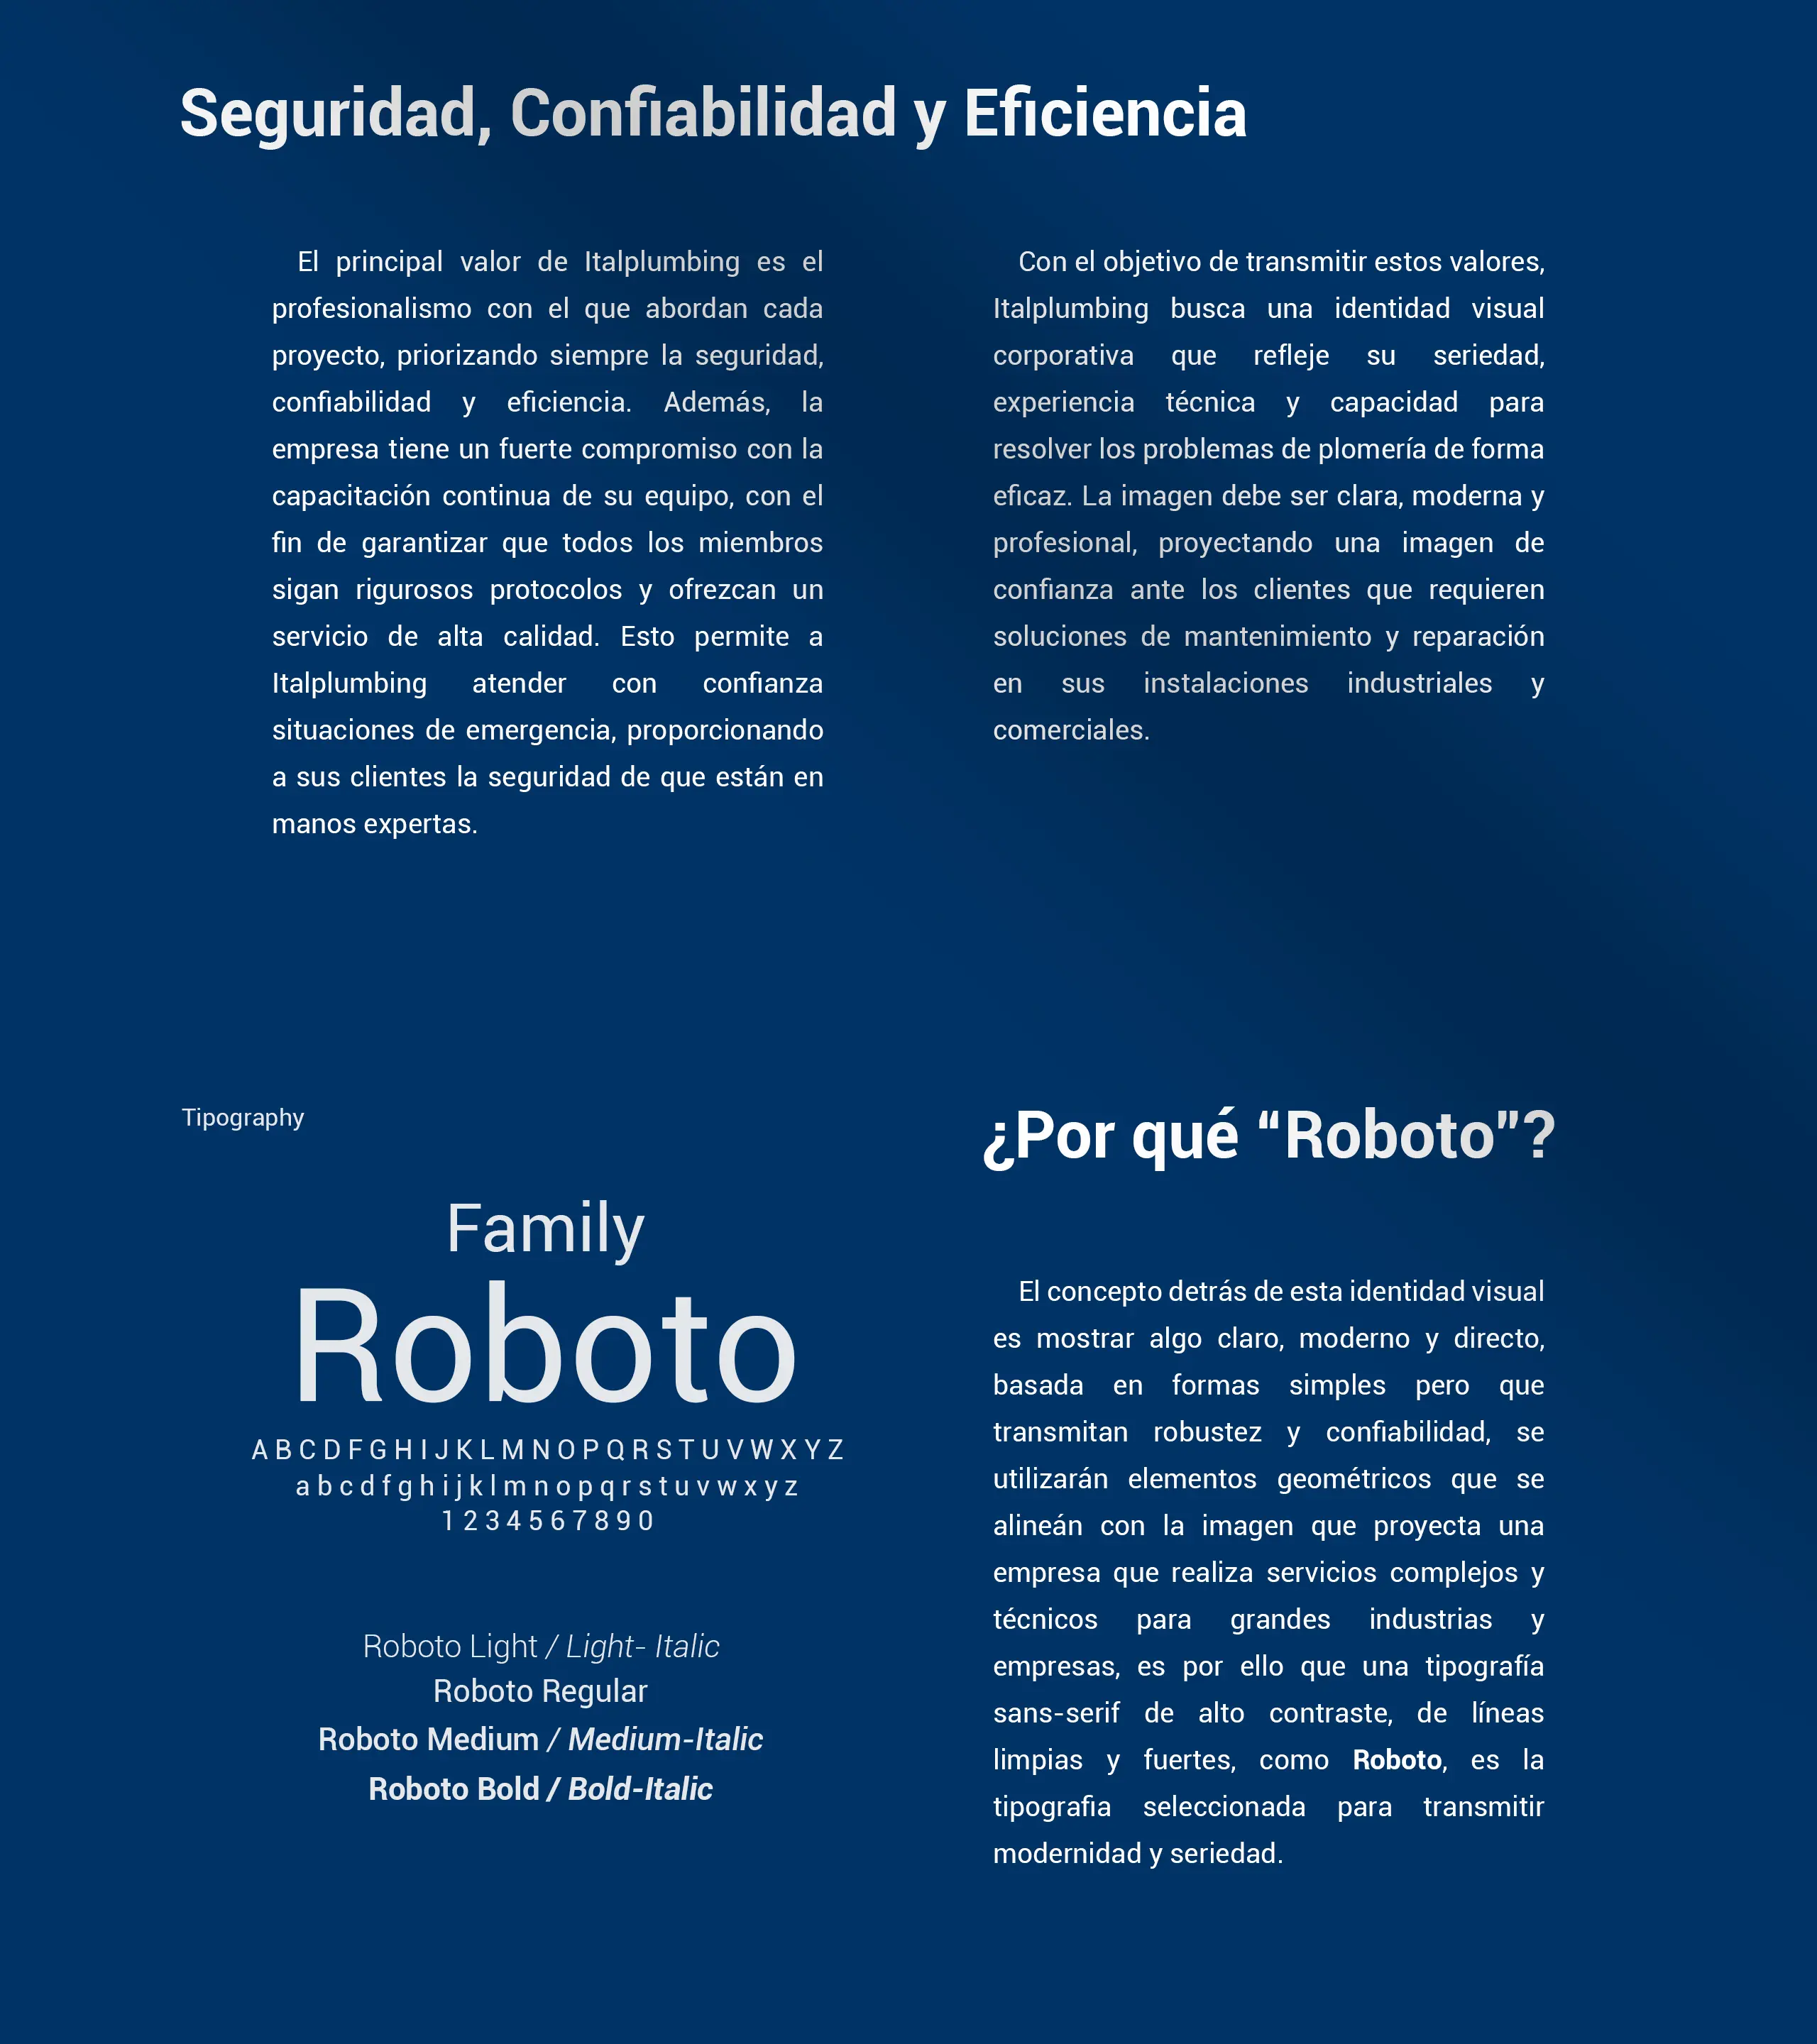 Seguridad, Confiabilidad y Eficiencia
El principal valor de Italplumbing es el
profesionalismo con el que abordan cada
proyecto, priorizando siempre la seguridad,
confiabilidad y eficiencia. Además, la
empresa tiene un fuerte compromiso con la
capacitación continua de su equipo, con el
fin de garantizar que todos los miembros
sigan rigurosos protocolos y ofrezcan un
servicio de alta calidad. Esto permite a
Italplumbing atender con confianza
situaciones de emergencia, proporcionando
a sus clientes la seguridad de que están en
manos expertas.
Con el objetivo de transmitir estos valores,
Italplumbing busca una identidad visual
corporativa que refleje su seriedad,
experiencia técnica y capacidad para
resolver los problemas de plomería de forma
eficaz. La imagen debe ser clara, moderna y
profesional, proyectando una imagen de
confianza ante los clientes que requieren
soluciones de mantenimiento y reparación
en sus instalaciones industriales y
comerciales.
Tipography
Family
Roboto
A B C D F G H I J K L M N O P Q R S T U V W X Y Z
a b c d f g h i j k l m n o p q r s t u v w x y z
1 2 3 4 5 6 7 8 9 0
Roboto Light / Light- Italic
Roboto Regular
Roboto Medium / Medium-Italic
Roboto Bold / Bold-Italic
¿Por qué “Roboto”?
El concepto detrás de esta identidad visual
es mostrar algo claro, moderno y directo,
basada en formas simples pero que
transmitan robustez y confiabilidad, se
utilizarán elementos geométricos que se
alineán con la imagen que proyecta una
empresa que realiza servicios complejos y
técnicos para grandes industrias y
empresas, es por ello que una tipografía
sans-serif de alto contraste, de líneas
limpias y fuertes, como Roboto, es la
tipografia seleccionada para transmitir
modernidad y seriedad.